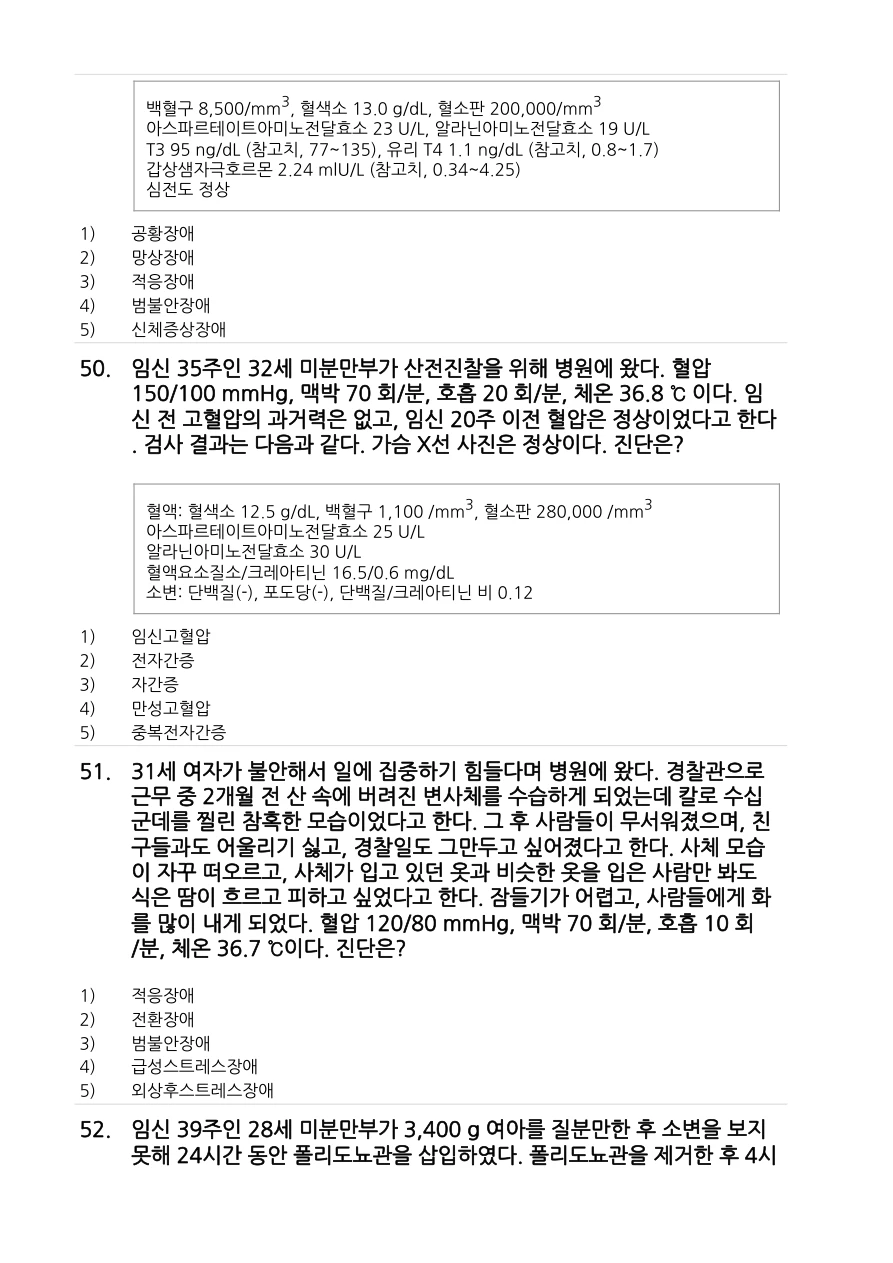 백혈구 8,500/mm3, 혈색소 13.0 g/dL, 혈소판 200,000/mm3
아스파르테이트아미노전달효소 23 U/L, 알라닌아미노전달효소 19 U/L
T3 95 ng/dL (참고치, 77~135), 유리 T4 1.1 ng/dL (참고치, 0.8~1.7)
갑상샘자극호르몬 2.24 mlU/L (참고치, 0.34~4.25)
심전도 정상
1) 공황장애
2) 망상장애
3) 적응장애
4) 범불안장애
5) 신체증상장애
50. 임신 35주인 32세 미분만부가 산전진찰을 위해 병원에 왔다. 혈압
150/100 mmHg, 맥박 70 회/분, 호흡 20 회/분, 체온 36.8 ℃ 이다. 임
신 전 고혈압의 과거력은 없고, 임신 20주 이전 혈압은 정상이었다고 한다
. 검사 결과는 다음과 같다. 가슴 X선 사진은 정상이다. 진단은?
혈액: 혈색소 12.5 g/dL, 백혈구 1,100 /mm3, 혈소판 280,000 /mm3
아스파르테이트아미노전달효소 25 U/L
알라닌아미노전달효소 30 U/L
혈액요소질소/크레아티닌 16.5/0.6 mg/dL
소변: 단백질(-), 포도당(-), 단백질/크레아티닌 비 0.12
1) 임신고혈압
2) 전자간증
3) 자간증
4) 만성고혈압
5) 중복전자간증
51. 31세 여자가 불안해서 일에 집중하기 힘들다며 병원에 왔다. 경찰관으로
근무 중 2개월 전 산 속에 버려진 변사체를 수습하게 되었는데 칼로 수십
군데를 찔린 참혹한 모습이었다고 한다. 그 후 사람들이 무서워졌으며, 친
구들과도 어울리기 싫고, 경찰일도 그만두고 싶어졌다고 한다. 사체 모습
이 자꾸 떠오르고, 사체가 입고 있던 옷과 비슷한 옷을 입은 사람만 봐도
식은 땀이 흐르고 피하고 싶었다고 한다. 잠들기가 어렵고, 사람들에게 화
를 많이 내게 되었다. 혈압 120/80 mmHg, 맥박 70 회/분, 호흡 10 회
/분, 체온 36.7 ℃이다. 진단은?
1) 적응장애
2) 전환장애
3) 범불안장애
4) 급성스트레스장애
5) 외상후스트레스장애
52. 임신 39주인 28세 미분만부가 3,400 g 여아를 질분만한 후 소변을 보지
못해 24시간 동안 폴리도뇨관을 삽입하였다. 폴리도뇨관을 제거한 후 4시